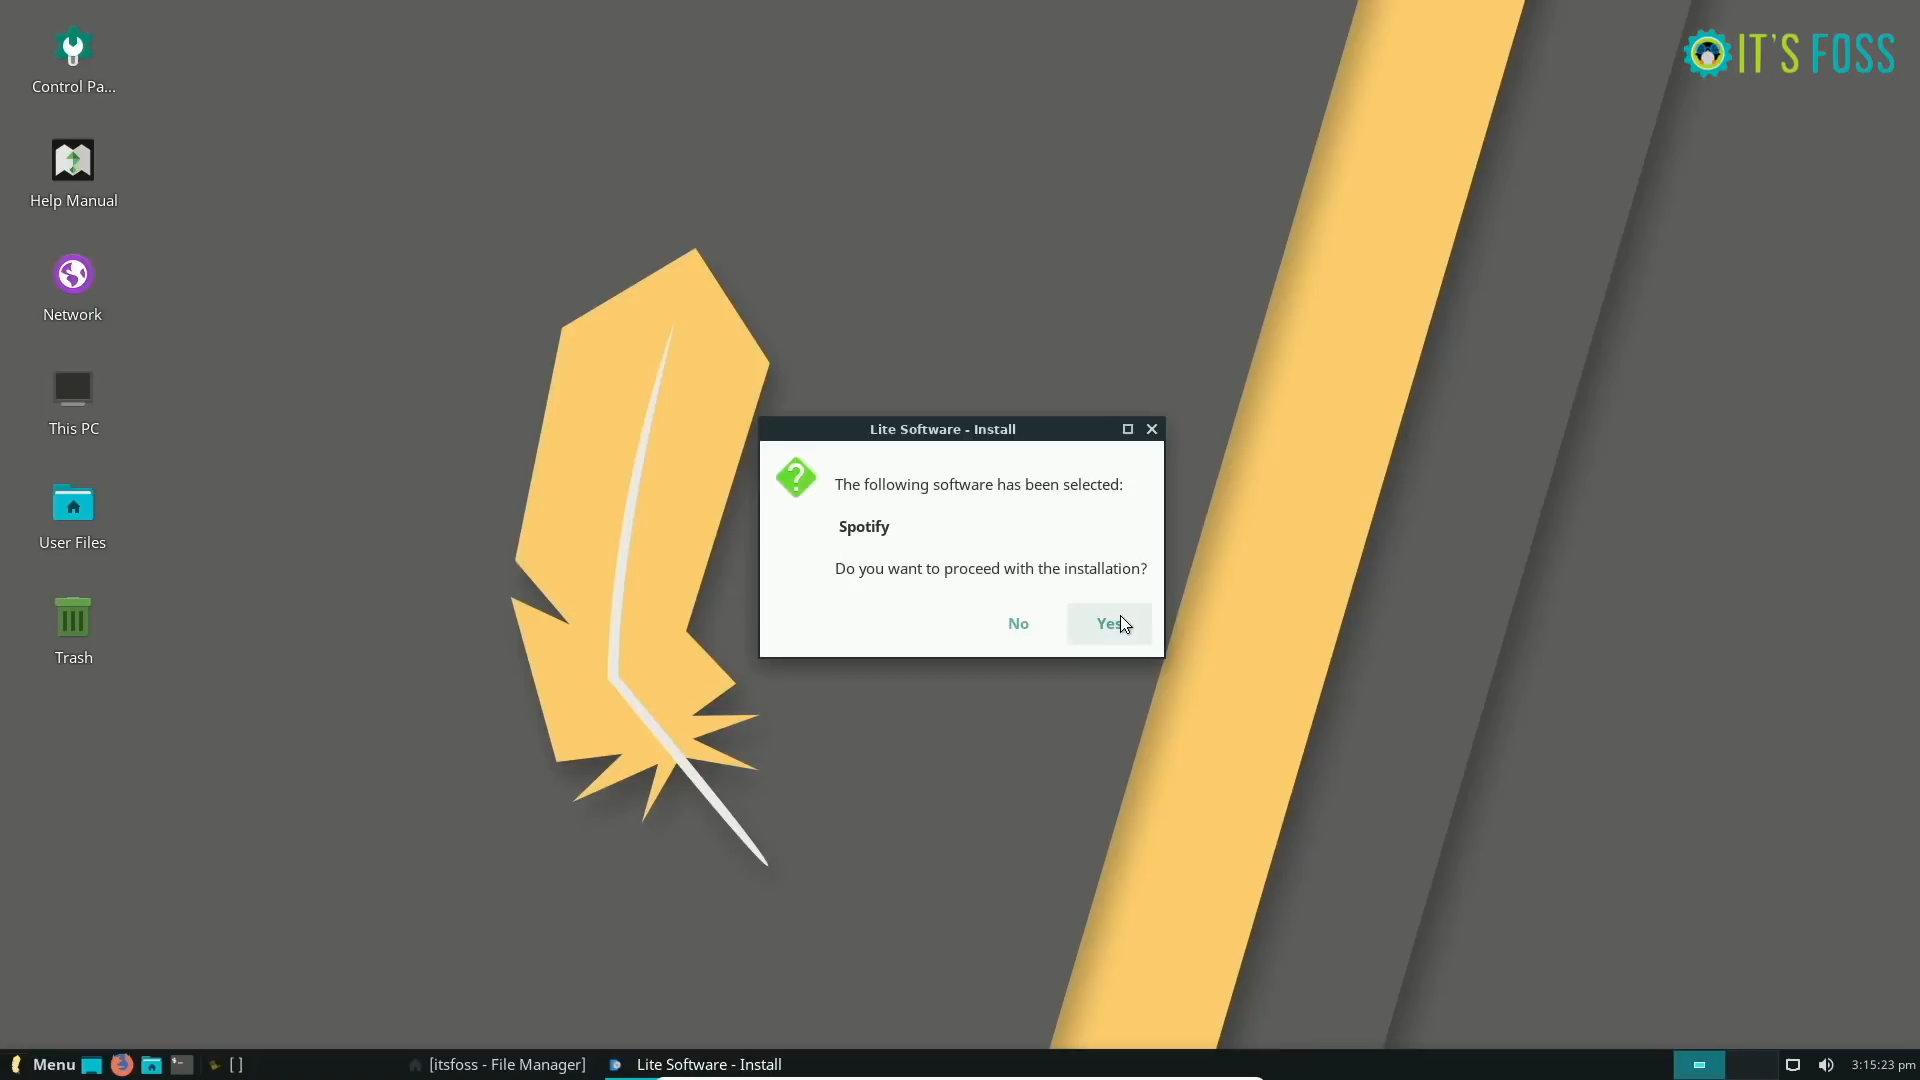 Control Pa...
IT'S FOSS
Help Manual
Network
This PC
User Files
Trash
Lite Software - Install
The following software has been selected:
Spotify
Do you want to proceed with the installation?
No
Yes
Menu
[ ]
[itsfoss - File Manager]
Lite Software - Install
3:15:23 pm